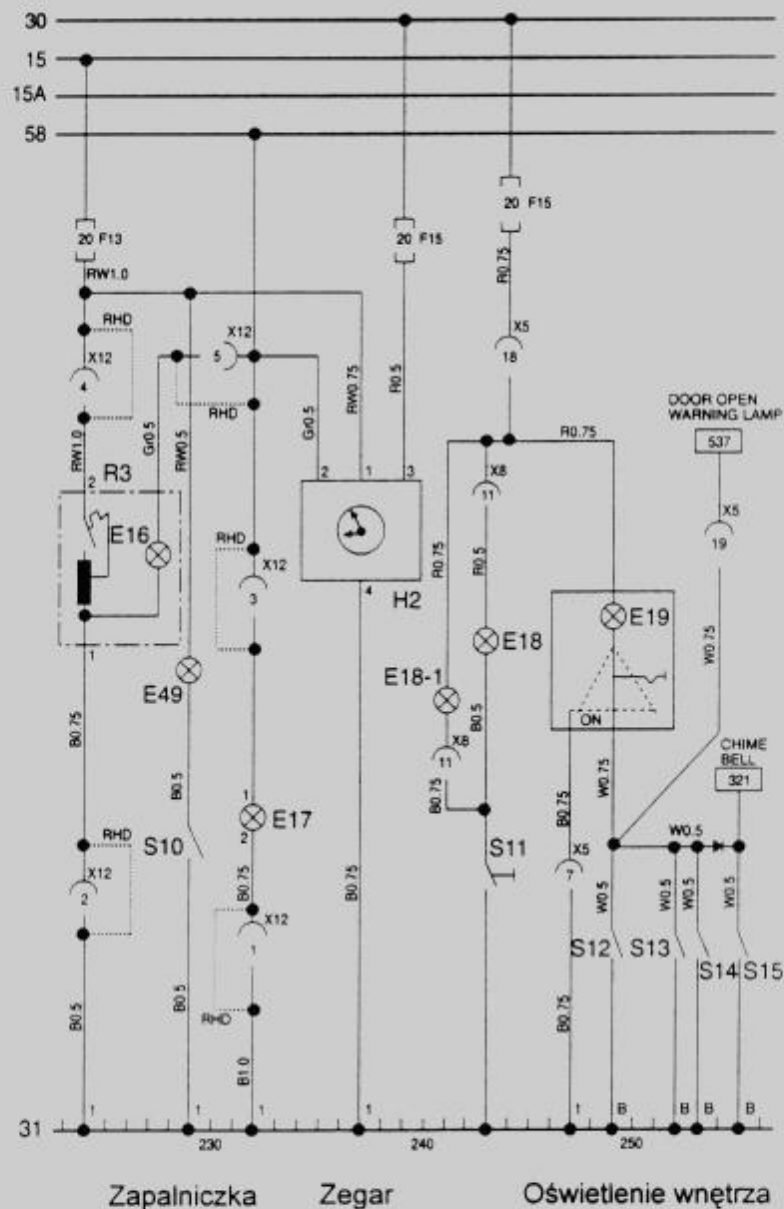 30
15
15A
58
20 F13
20 F15
20 F15
RW1.0
R0.75
RHD
X12
X12
X5
4
5
18
RHD
DOOR OPEN
WARNING LAMP
537
Gr0.5
RW0.5
Gr0.5
RW0.75
R0.5
R0.75
RW1.0
R3
2
2
1
3
X8
11
X5
19
E16
RHD
X12
3
H2
4
R0.75
R0.5
E19
W0.75
1
E49
E18-1
E18
ON
B0.75
B0.5
X8
11
B0.5
B0.75
CHIME
BELL
321
1
E17
2
B0.75
W0.75
RHD
S10
S11
W0.5
X12
2
B0.75
B0.75
X5
7
W0.5
W0.5
W0.5
W0.5
X12
1
S12
S13
S14
S15
RHD
B0.5
B0.5
B1.0
B0.75
31
1
1
1
1
1
B
B
B
B
230
240
250
Zapalniczka
Zegar
Oświetlenie wnętrza